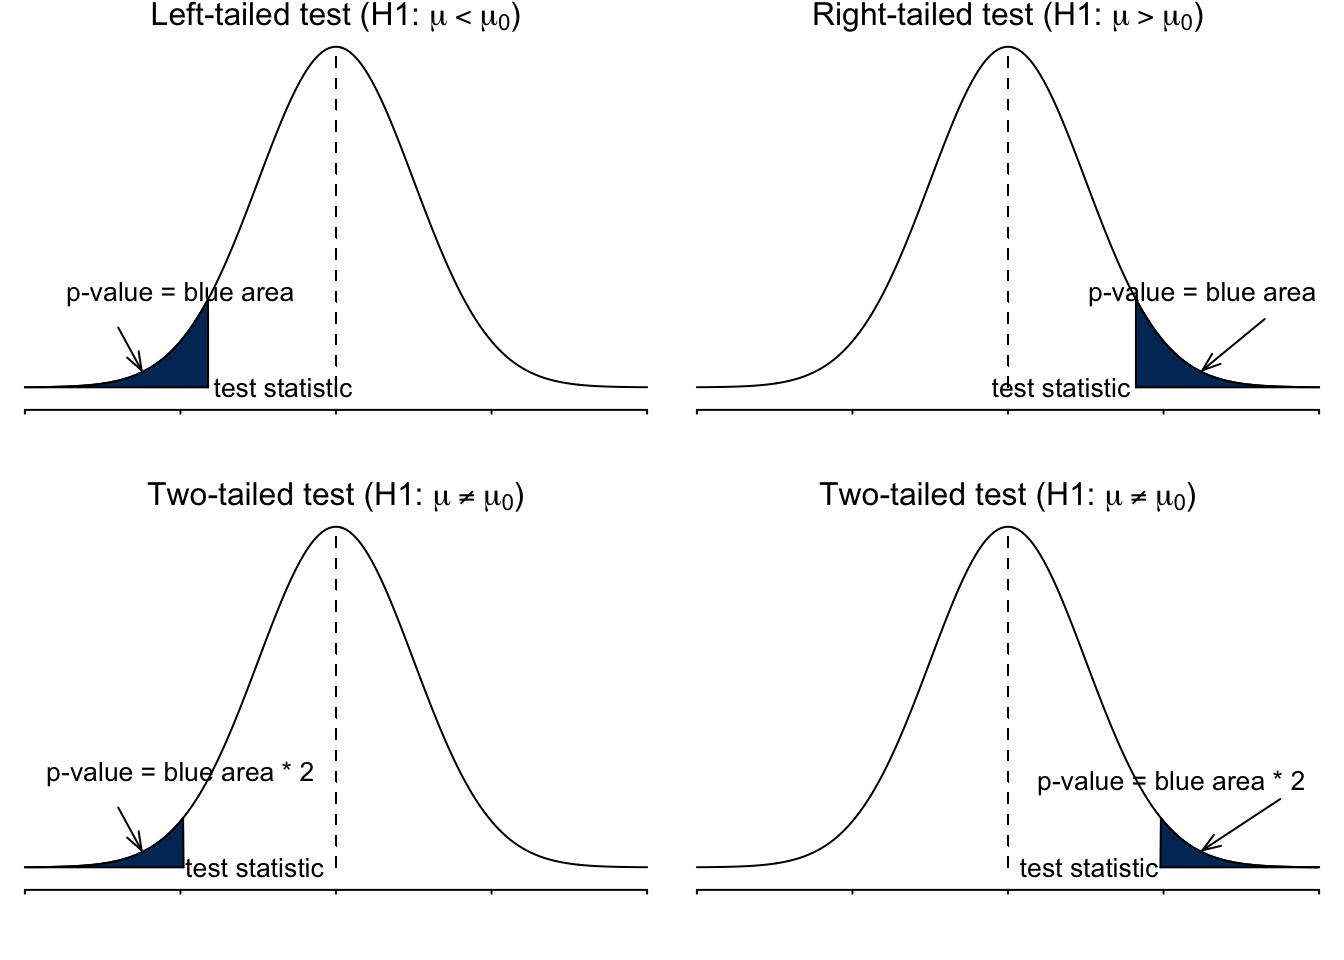 Left-tailed test (H1: μ < μ₀)
p-value = blue area
test statistic
Right-tailed test (H1: μ > μ₀)
p-value = blue area
test statistic
Two-tailed test (H1: μ ≠ μ₀)
p-value = blue area * 2
test statistic
Two-tailed test (H1: μ ≠ μ₀)
p-value = blue area * 2
test statistic